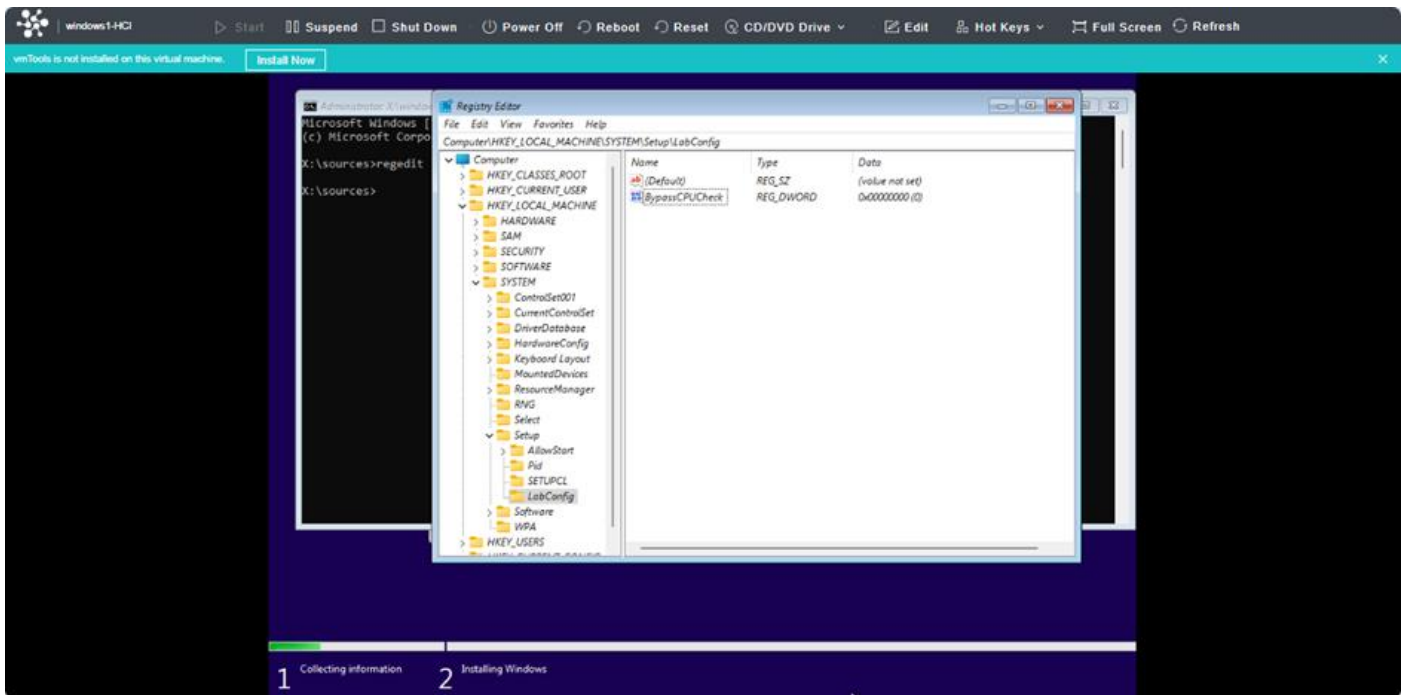 windows1-HCI Start Suspend Shut Down Power Off Reboot Reset CD/DVD Drive Edit Hot Keys Full Screen Refresh
vmTools is not installed on this virtual machine. Install Now
Administrator X:\window
Microsoft Windows [
(c) Microsoft Corpo
X:\sources>regedit
X:\sources>
Registry Editor
File Edit View Favorites Help
Computer\HKEY_LOCAL_MACHINE\SYSTEM\Setup\LabConfig
Computer
HKEY_CLASSES_ROOT
HKEY_CURRENT_USER
HKEY_LOCAL_MACHINE
HARDWARE
SAM
SECURITY
SOFTWARE
SYSTEM
ControlSet001
CurrentControlSet
DriverDatabase
HardwareConfig
Keyboard Layout
MountedDevices
ResourceManager
RNG
Select
Setup
AllowStart
Pid
SETUPCL
LabConfig
Software
WPA
HKEY_USERS
Name Type Data
(Default) REG_SZ (value not set)
BypassCPUCheck REG_DWORD 0x00000000 (0)
1 Collecting information 2 Installing Windows